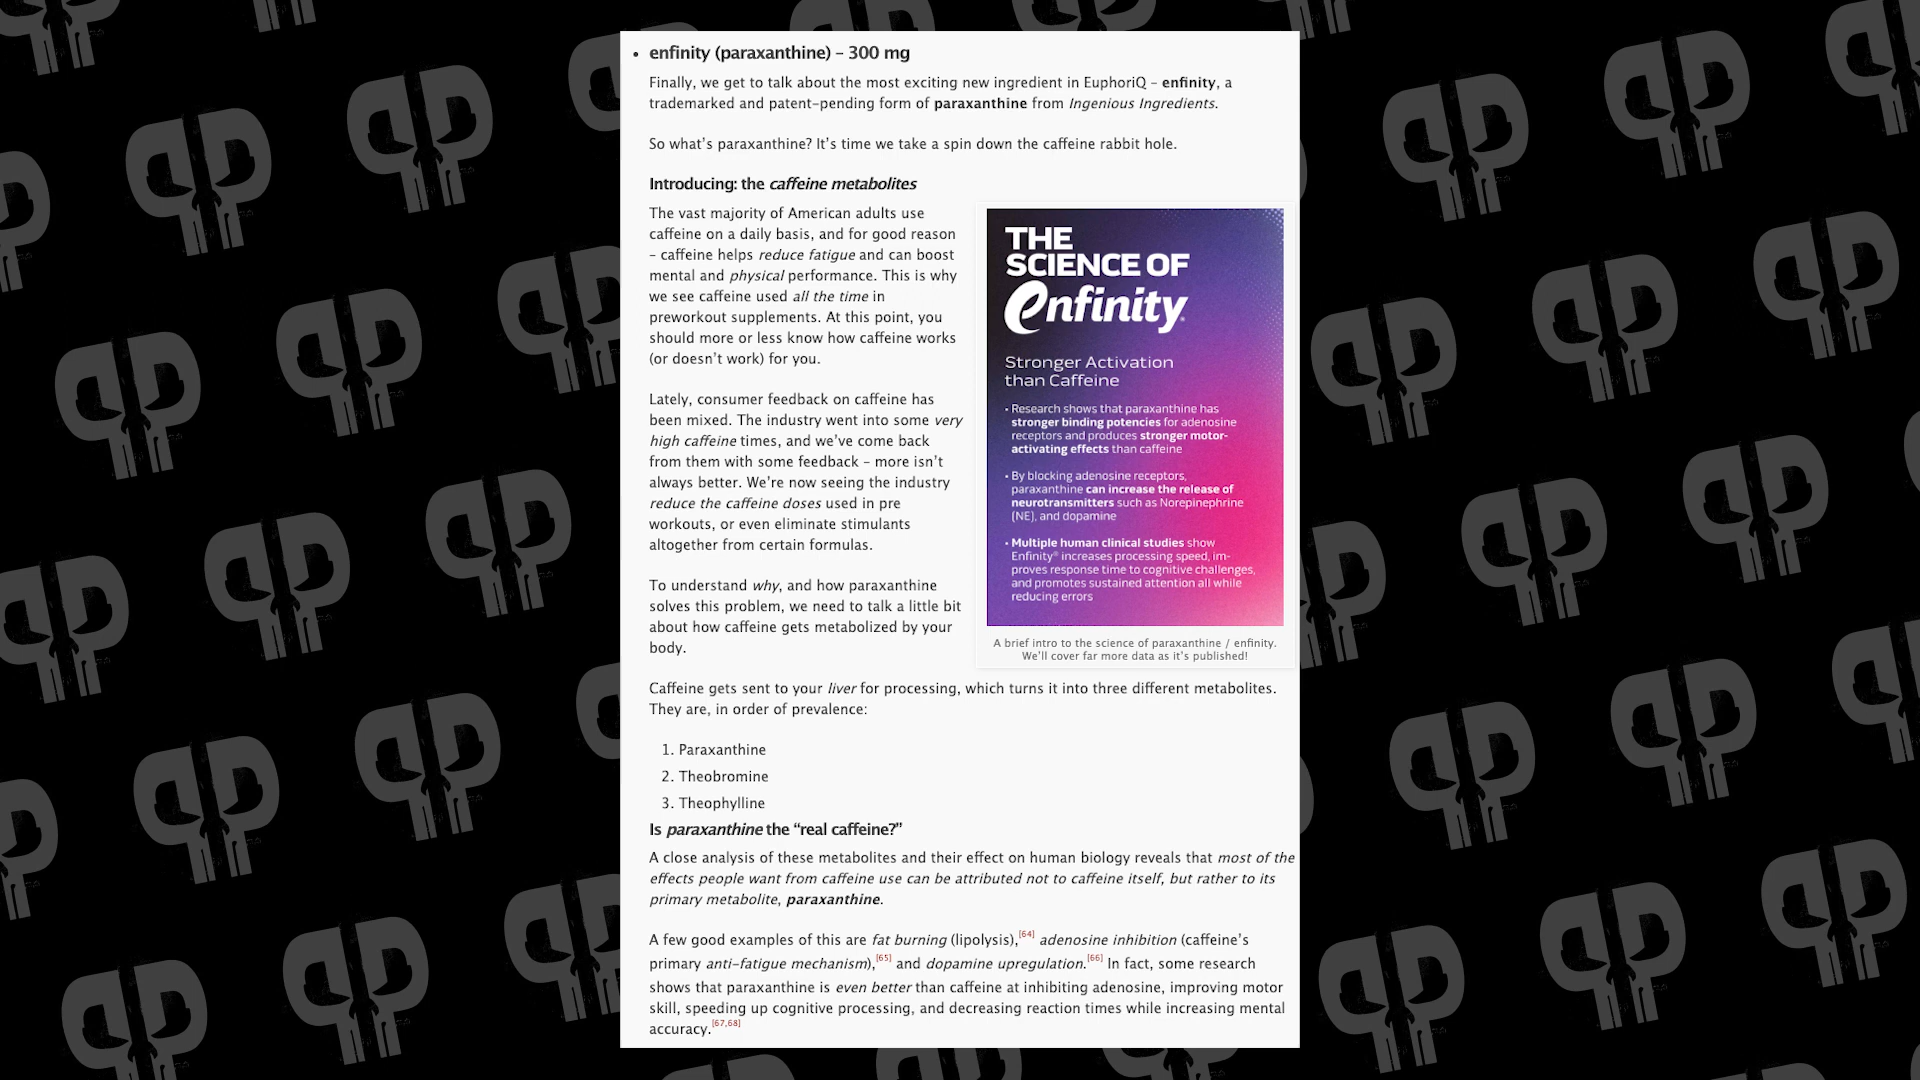 • enfinity (paraxanthine) – 300 mg
Finally, we get to talk about the most exciting new ingredient in EuphoriQ – enfinity, a
trademarked and patent-pending form of paraxanthine from Ingenious Ingredients.
So what's paraxanthine? It's time we take a spin down the caffeine rabbit hole.
Introducing: the caffeine metabolites
The vast majority of American adults use
caffeine on a daily basis, and for good reason
– caffeine helps reduce fatigue and can boost
mental and physical performance. This is why
we see caffeine used all the time in
preworkout supplements. At this point, you
should more or less know how caffeine works
(or doesn't work) for you.
Lately, consumer feedback on caffeine has
been mixed. The industry went into some very
high caffeine times, and we've come back
from them with some feedback – more isn't
always better. We're now seeing the industry
reduce the caffeine doses used in pre
workouts, or even eliminate stimulants
altogether from certain formulas.
To understand why, and how paraxanthine
solves this problem, we need to talk a little bit
about how caffeine gets metabolized by your
body.
THE
SCIENCE OF
enfinity®
Stronger Activation
than Caffeine
• Research shows that paraxanthine has
stronger binding potencies for adenosine
receptors and produces stronger motor-
activating effects than caffeine
• By blocking adenosine receptors,
paraxanthine can increase the release of
neurotransmitters such as Norepinephrine
(NE), and dopamine
• Multiple human clinical studies show
Enfinity® increases processing speed, im-
proves response time to cognitive challenges,
and promotes sustained attention all while
reducing errors
A brief intro to the science of paraxanthine / enfinity.
We'll cover far more data as it's published!
Caffeine gets sent to your liver for processing, which turns it into three different metabolites.
They are, in order of prevalence:
1. Paraxanthine
2. Theobromine
3. Theophylline
Is paraxanthine the “real caffeine?”
A close analysis of these metabolites and their effect on human biology reveals that most of the
effects people want from caffeine use can be attributed not to caffeine itself, but rather to its
primary metabolite, paraxanthine.
A few good examples of this are fat burning (lipolysis),[64] adenosine inhibition (caffeine's
primary anti-fatigue mechanism),[65] and dopamine upregulation.[66] In fact, some research
shows that paraxanthine is even better than caffeine at inhibiting adenosine, improving motor
skill, speeding up cognitive processing, and decreasing reaction times while increasing mental
accuracy.[67,68]